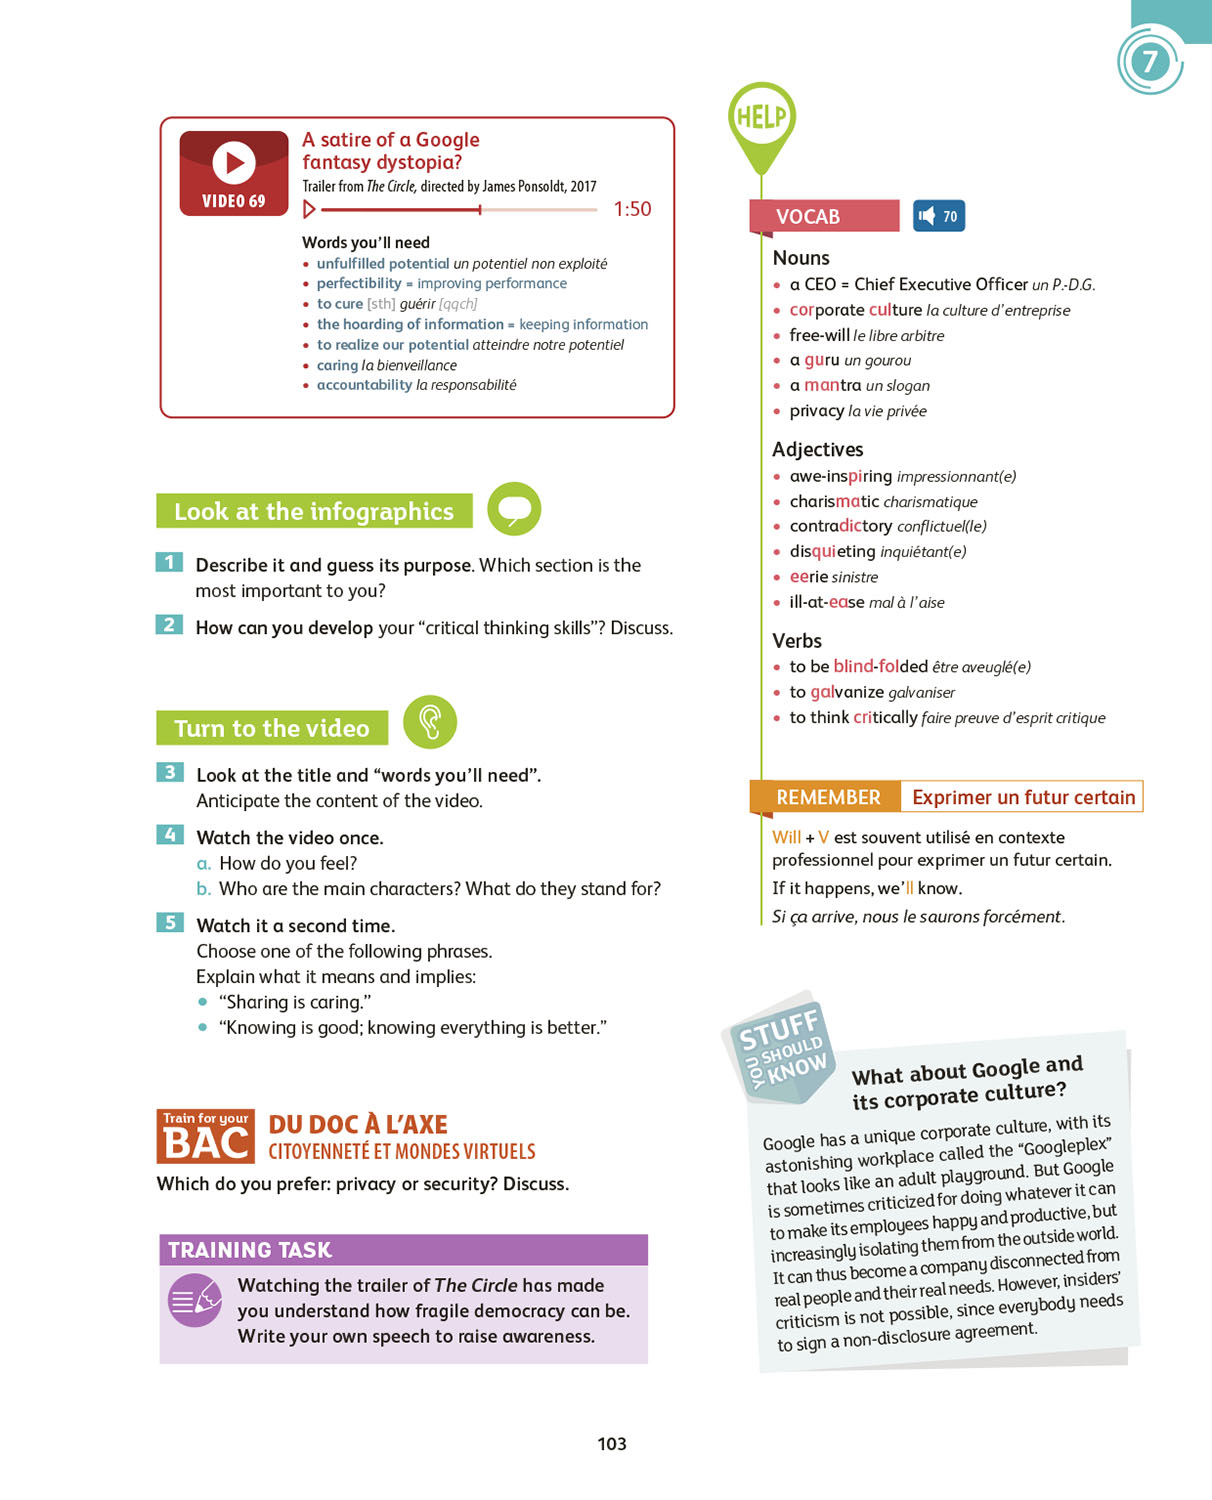 7
VIDEO 69
A satire of a Google
fantasy dystopia?
Trailer from The Circle, directed by James Ponsoldt, 2017
1:50
Words you'll need
• unfulfilled potential un potentiel non exploité
• perfectibility = improving performance
• to cure [sth] guérir [qqch]
• the hoarding of information = keeping information
• to realize our potential atteindre notre potentiel
• caring la bienveillance
• accountability la responsabilité
Look at the infographics
1 Describe it and guess its purpose. Which section is the
most important to you?
2 How can you develop your "critical thinking skills"? Discuss.
Turn to the video
3 Look at the title and "words you'll need".
Anticipate the content of the video.
4 Watch the video once.
a. How do you feel?
b. Who are the main characters? What do they stand for?
5 Watch it a second time.
Choose one of the following phrases.
Explain what it means and implies:
• "Sharing is caring."
• "Knowing is good; knowing everything is better."
Train for your
BAC
DU DOC À L'AXE
CITOYENNETÉ ET MONDES VIRTUELS
Which do you prefer: privacy or security? Discuss.
TRAINING TASK
Watching the trailer of The Circle has made
you understand how fragile democracy can be.
Write your own speech to raise awareness.
HELP
VOCAB
70
Nouns
• a CEO = Chief Executive Officer un P.-D.G.
• corporate culture la culture d'entreprise
• free-will le libre arbitre
• a guru un gourou
• a mantra un slogan
• privacy la vie privée
Adjectives
• awe-inspiring impressionnant(e)
• charismatic charismatique
• contradictory conflictuel(le)
• disquieting inquiétant(e)
• eerie sinistre
• ill-at-ease mal à l'aise
Verbs
• to be blind-folded être aveuglé(e)
• to galvanize galvaniser
• to think critically faire preuve d'esprit critique
REMEMBER Exprimer un futur certain
Will + V est souvent utilisé en contexte
professionnel pour exprimer un futur certain.
If it happens, we'll know.
Si ça arrive, nous le saurons forcément.
STUFF
YOU SHOULD
KNOW
What about Google and
its corporate culture?
Google has a unique corporate culture, with its
astonishing workplace called the "Googleplex"
that looks like an adult playground. But Google
is sometimes criticized for doing whatever it can
to make its employees happy and productive, but
increasingly isolating them from the outside world.
It can thus become a company disconnected from
real people and their real needs. However, insiders'
criticism is not possible, since everybody needs
to sign a non-disclosure agreement.
103